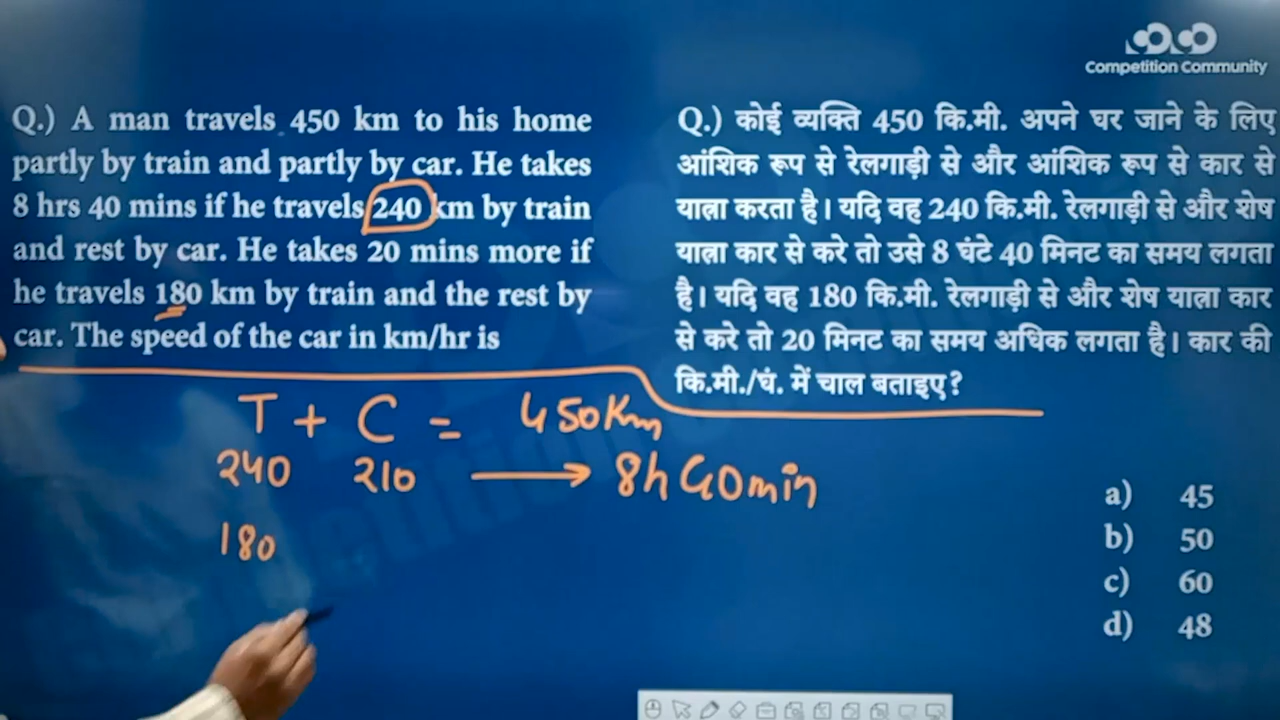 Competition Community
Q.) A man travels 450 km to his home
partly by train and partly by car. He takes
8 hrs 40 mins if he travels 240 km by train
and rest by car. He takes 20 mins more if
he travels 180 km by train and the rest by
car. The speed of the car in km/hr is
Q.) कोई व्यक्ति 450 कि.मी. अपने घर जाने के लिए
आंशिक रूप से रेलगाड़ी से और आंशिक रूप से कार से
यात्रा करता है। यदि वह 240 कि.मी. रेलगाड़ी से और शेष
यात्रा कार से करे तो उसे 8 घंटे 40 मिनट का समय लगता
है। यदि वह 180 कि.मी. रेलगाड़ी से और शेष यात्रा कार
से करे तो 20 मिनट का समय अधिक लगता है। कार की
कि.मी./घं. में चाल बताइए?
T + C = 450Km
240 210 → 8h 40min
180
a) 45
b) 50
c) 60
d) 48